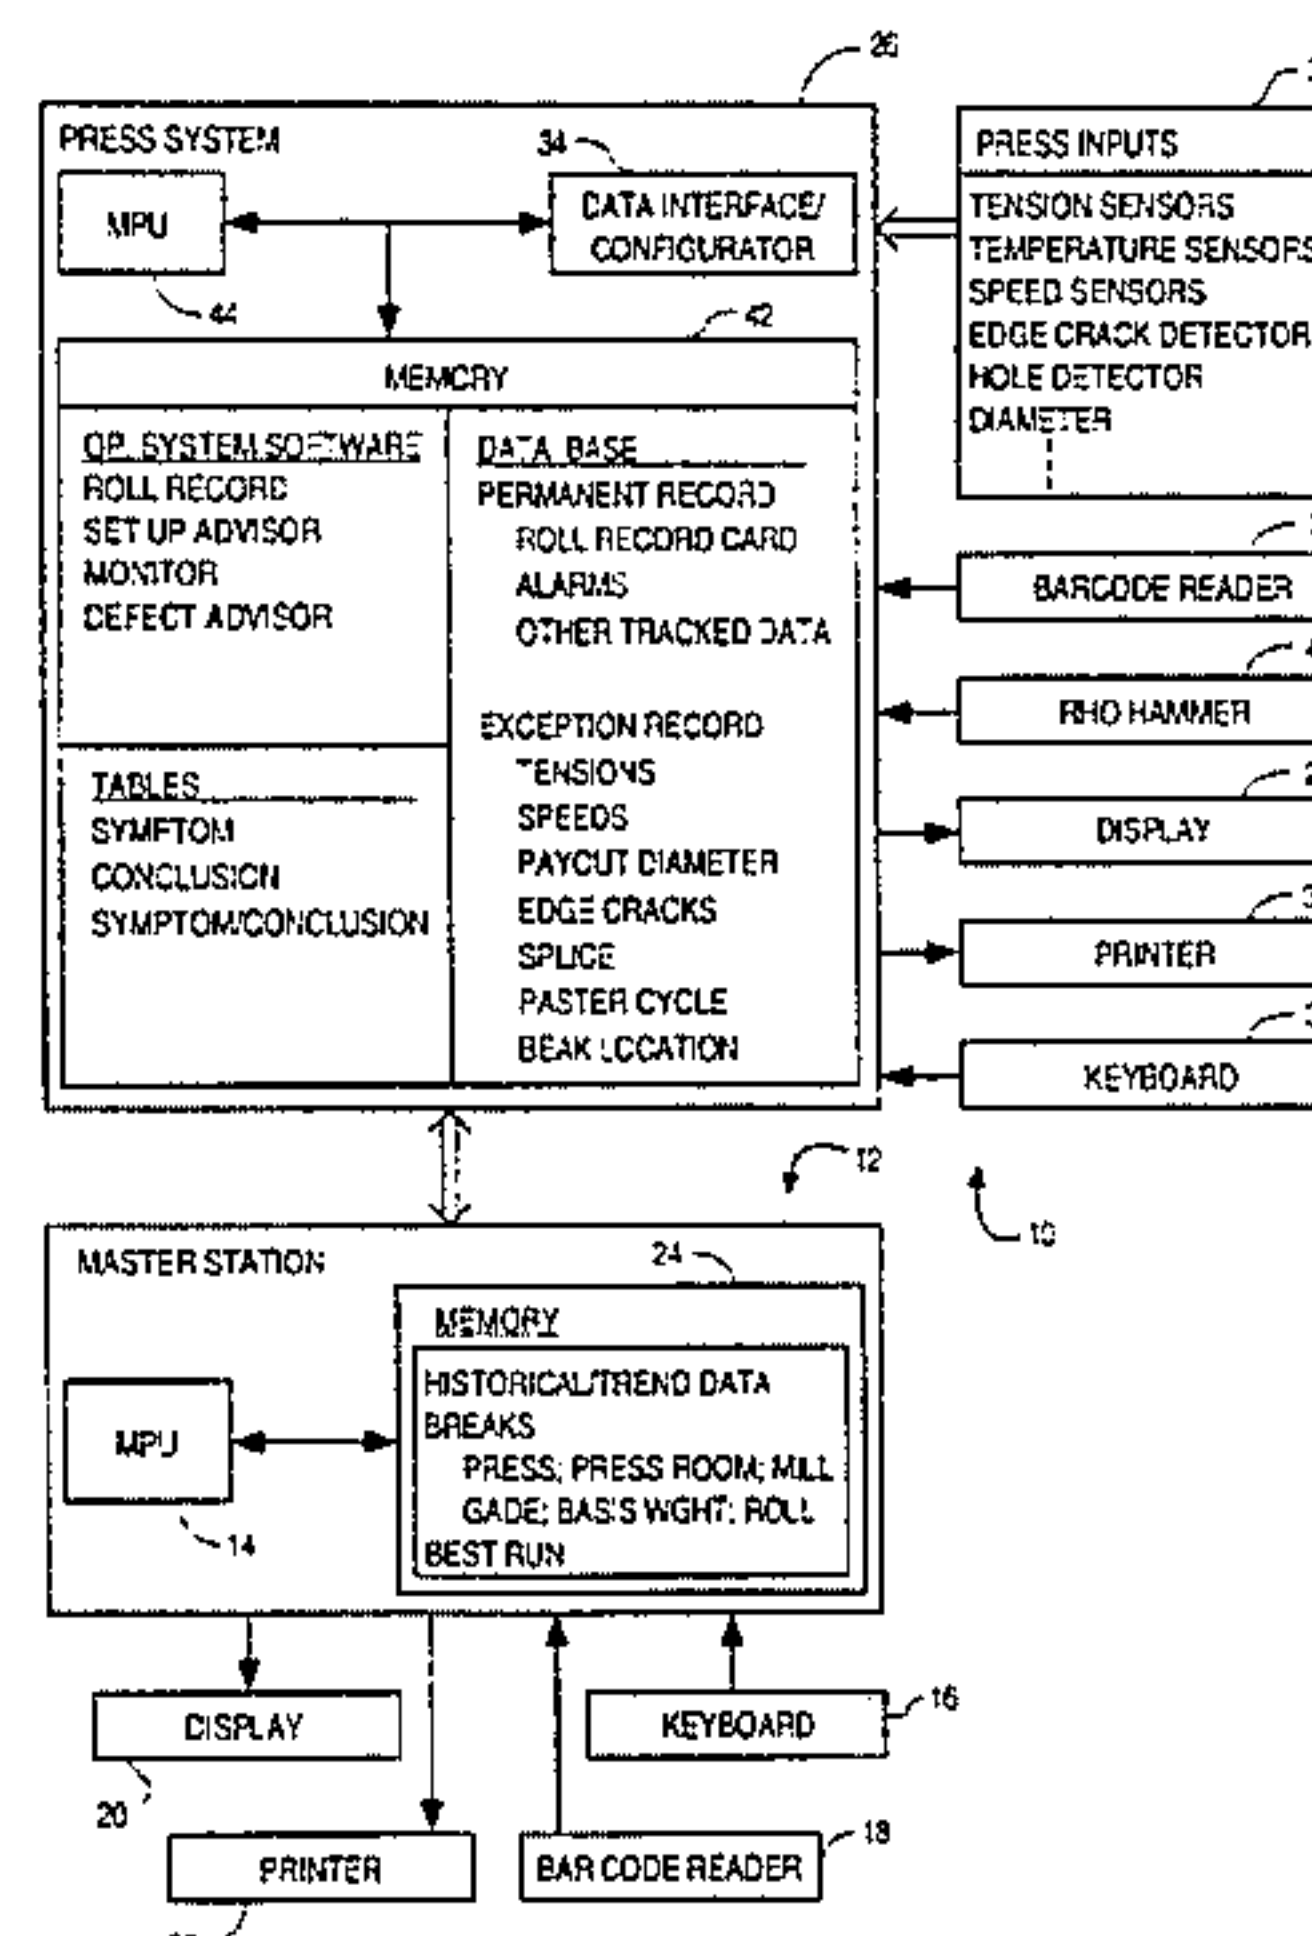 26
PRESS SYSTEM
MPU
44
34
DATA INTERFACE/
CONFIGURATOR
42
MEMORY
OP. SYSTEM SOFTWARE
ROLL RECORD
SET UP ADVISOR
MONITOR
DEFECT ADVISOR
TABLES
SYMPTOM
CONCLUSION
SYMPTOM/CONCLUSION
DATA BASE
PERMANENT RECORD
ROLL RECORD CARD
ALARMS
OTHER TRACKED DATA
EXCEPTION RECORD
TENSIONS
SPEEDS
PAYOUT DIAMETER
EDGE CRACKS
SPLICE
PASTER CYCLE
BEAK LOCATION
PRESS INPUTS
TENSION SENSORS
TEMPERATURE SENSORS
SPEED SENSORS
EDGE CRACK DETECTOR
HOLE DETECTOR
DIAMETER
BARCODE READER
RHO HAMMER
DISPLAY
PRINTER
KEYBOARD
12
10
MASTER STATION
24
MEMORY
HISTORICAL/TREND DATA
BREAKS
PRESS; PRESS ROOM; MILL
GADE; BASIS WGHT; ROLL
BEST RUN
MPU
14
DISPLAY
20
KEYBOARD
16
PRINTER
BAR CODE READER
18